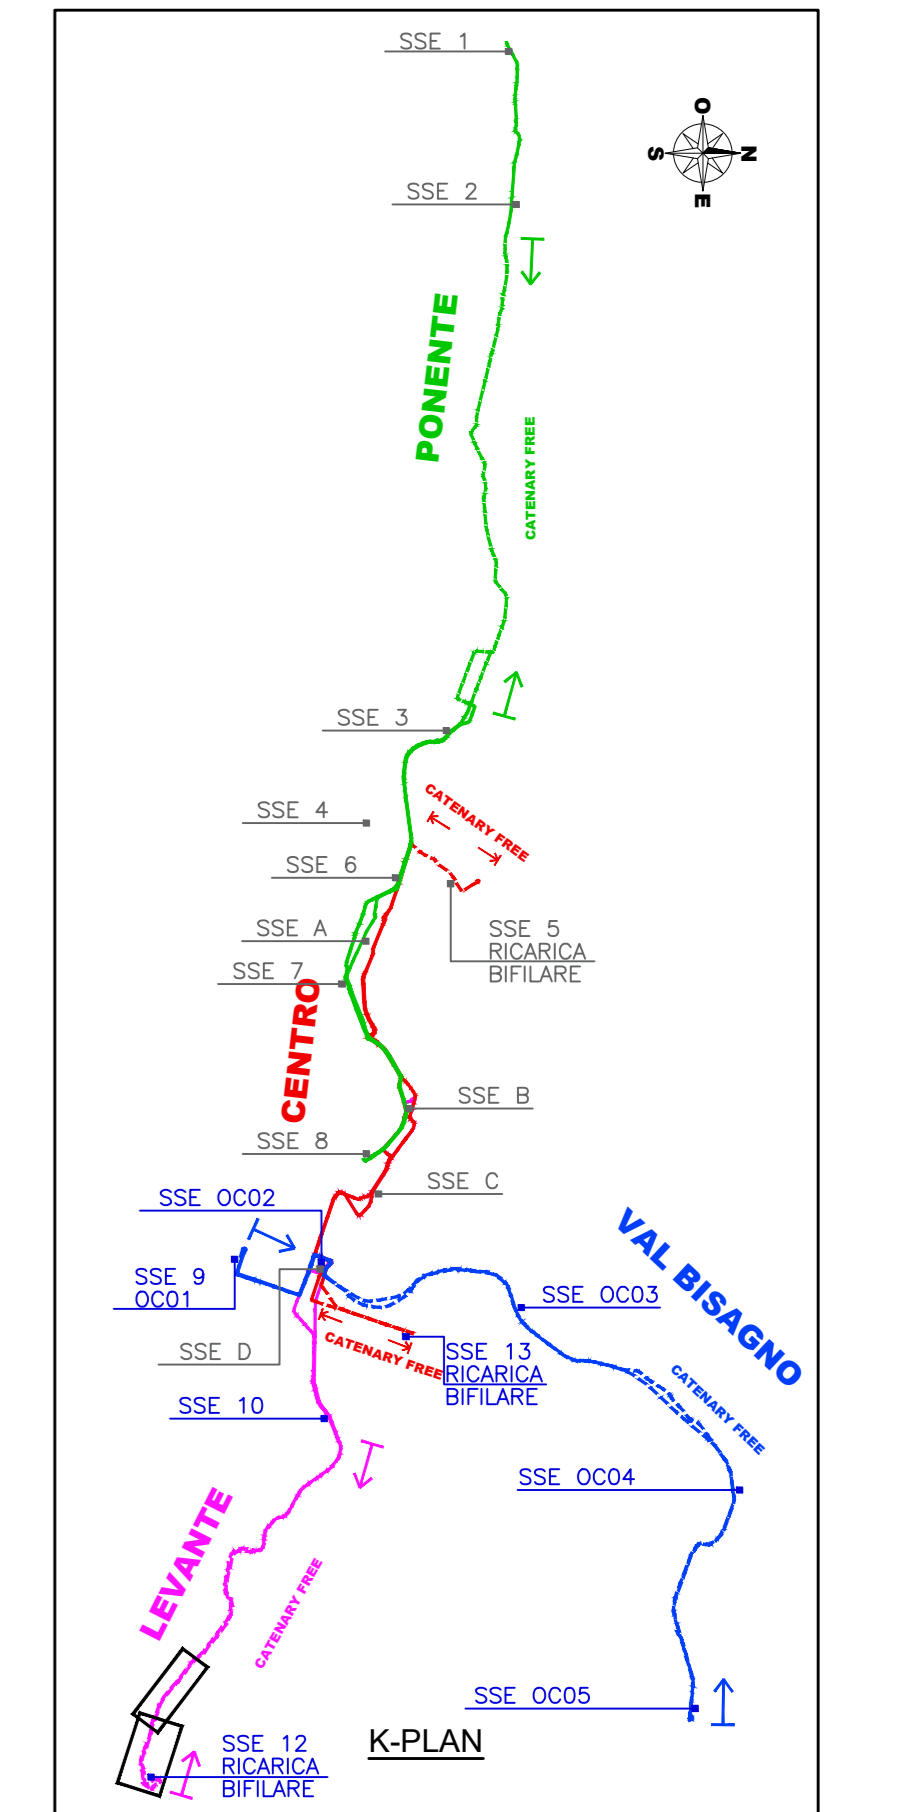 SSE 1
O
S
N
E
SSE 2
PONENTE
CATENARY FREE
SSE 3
CATENARY FREE
SSE 4
SSE 6
SSE A
SSE 5
RICARICA
BIFILARE
SSE 7
CENTRO
SSE B
SSE 8
SSE C
SSE OC02
VAL BISAGNO
SSE 9
OC01
SSE OC03
SSE D
CATENARY FREE
SSE 13
RICARICA
BIFILARE
CATENARY FREE
SSE 10
SSE OC04
LEVANTE
CATENARY FREE
SSE OC05
K-PLAN
SSE 12
RICARICA
BIFILARE